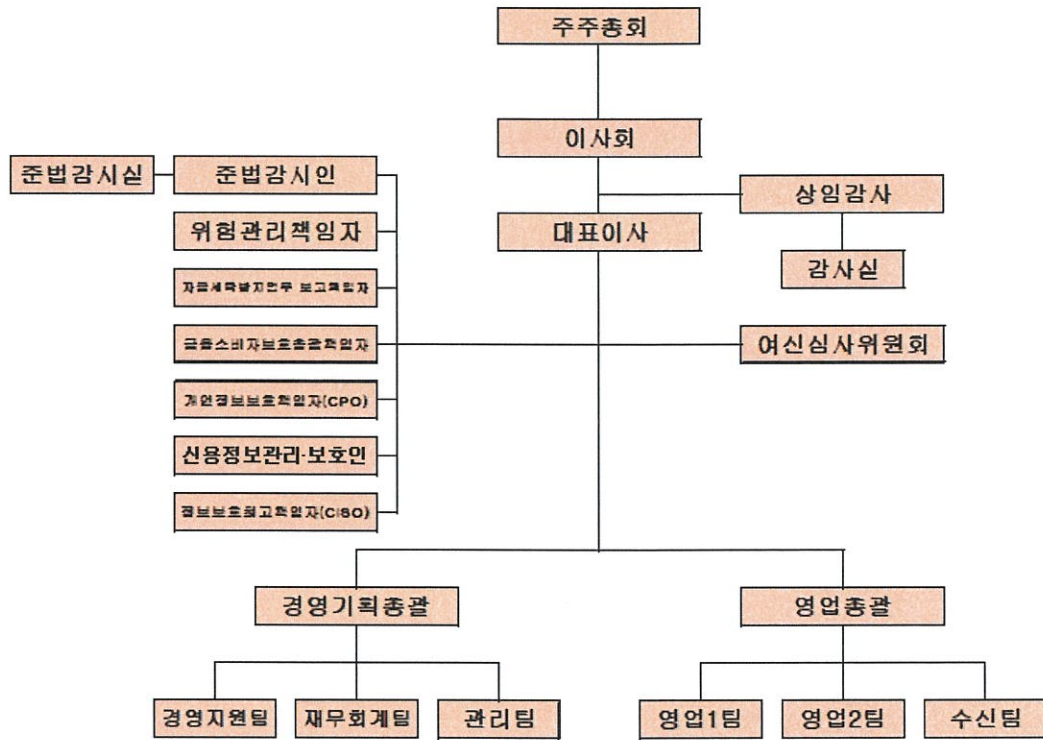 주주총회
이사회
준법감시실
준법감시인
상임감사
위험관리책임자
대표이사
감사실
자금세탁방지업무 보고책임자
금융소비자보호총괄책임자
여신심사위원회
개인정보보호책임자(CPO)
신용정보관리·보호인
정보보호최고책임자(CISO)
경영기획총괄
영업총괄
경영지원팀
재무회계팀
관리팀
영업1팀
영업2팀
수신팀